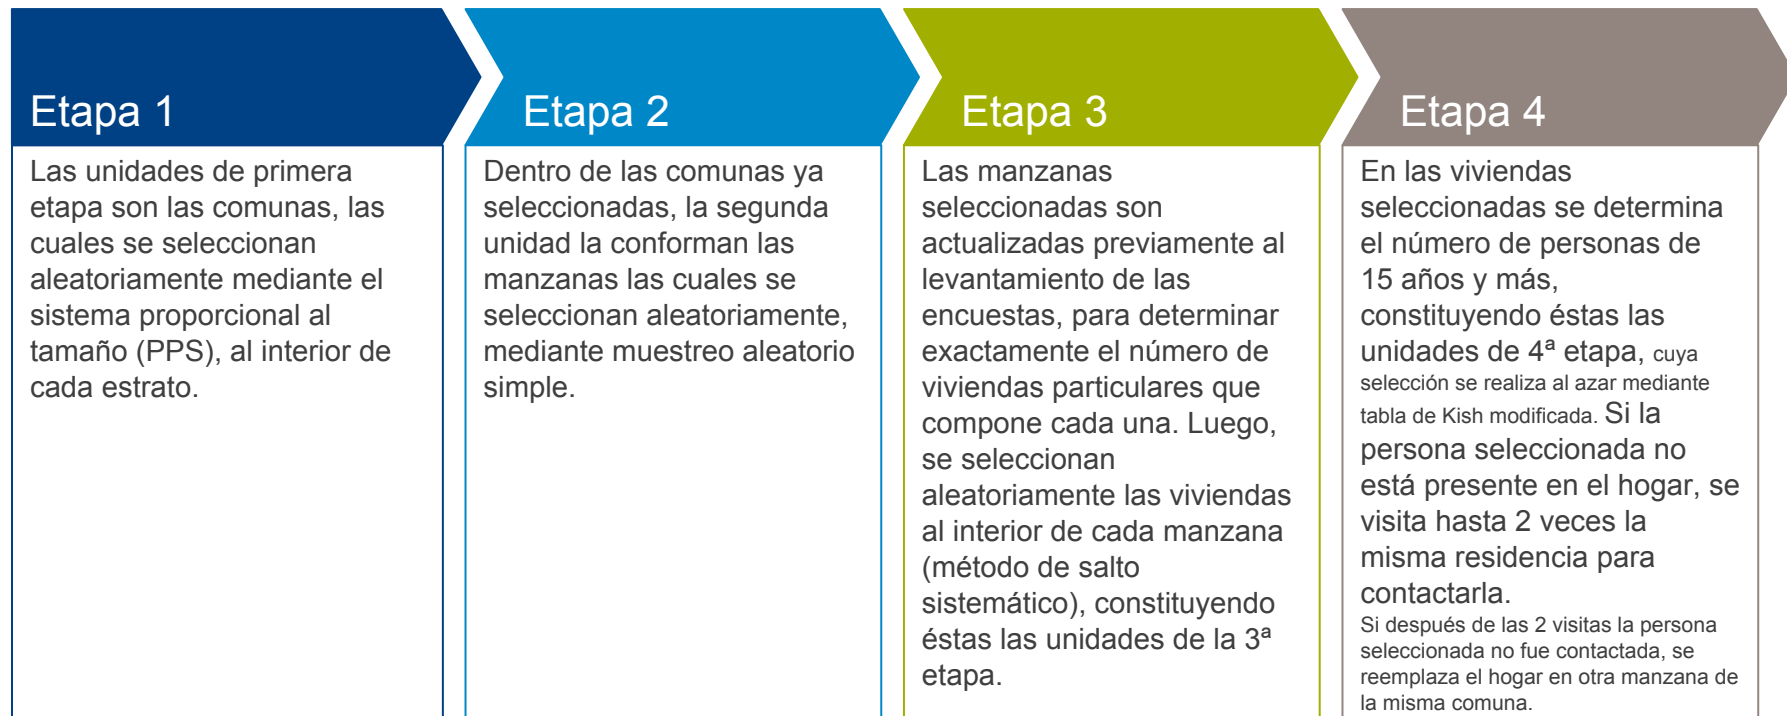 Etapa 1
Las unidades de primera
etapa son las comunas, las
cuales se seleccionan
aleatoriamente mediante el
sistema proporcional al
tamaño (PPS), al interior de
cada estrato.
Etapa 2
Dentro de las comunas ya
seleccionadas, la segunda
unidad la conforman las
manzanas las cuales se
seleccionan aleatoriamente,
mediante muestreo aleatorio
simple.
Etapa 3
Las manzanas
seleccionadas son
actualizadas previamente al
levantamiento de las
encuestas, para determinar
exactamente el número de
viviendas particulares que
compone cada una. Luego,
se seleccionan
aleatoriamente las viviendas
al interior de cada manzana
(método de salto
sistemático), constituyendo
éstas las unidades de la 3ª
etapa.
Etapa 4
En las viviendas
seleccionadas se determina
el número de personas de
15 años y más,
constituyendo éstas las
unidades de 4ª etapa, cuya
selección se realiza al azar mediante
tabla de Kish modificada. Si la
persona seleccionada no
está presente en el hogar, se
visita hasta 2 veces la
misma residencia para
contactarla.
Si después de las 2 visitas la persona
seleccionada no fue contactada, se
reemplaza el hogar en otra manzana de
la misma comuna.